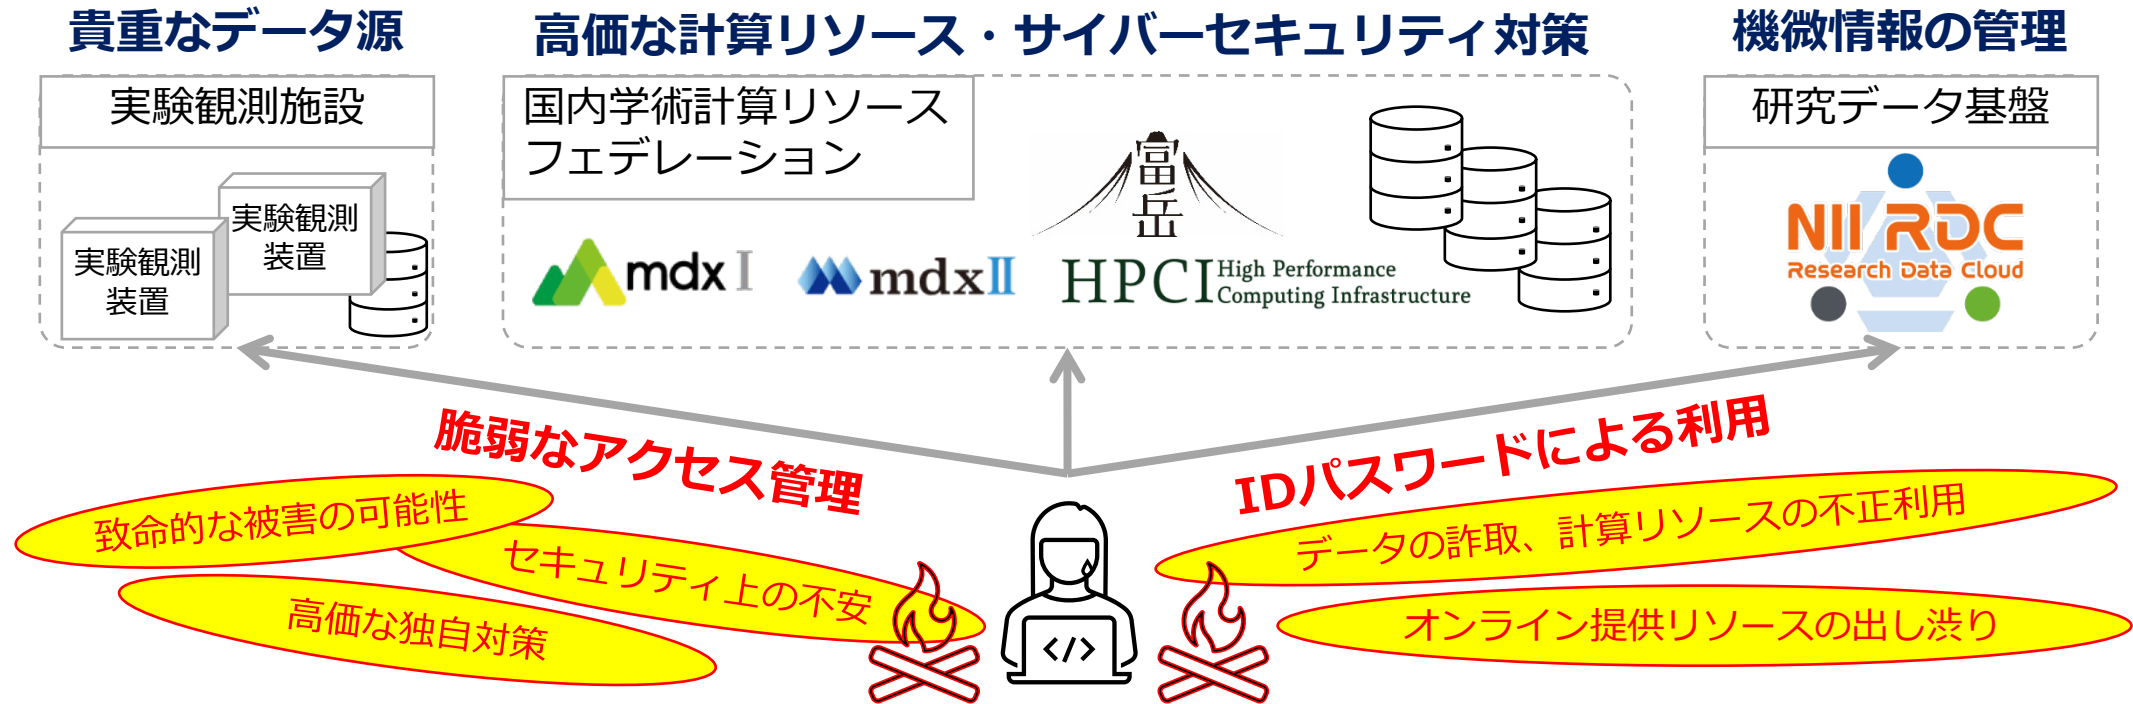 貴重なデータ源
高価な計算リソース・サイバーセキュリティ対策
機微情報の管理
実験観測施設
実験観測
装置
実験観測
装置
国内学術計算リソース
フェデレーション
富岳
mdx I
mdx II
HPCI High Performance
Computing Infrastructure
研究データ基盤
NII RDC
Research Data Cloud
脆弱なアクセス管理
IDパスワードによる利用
致命的な被害の可能性
セキュリティ上の不安
高価な独自対策
データの詐取、計算リソースの不正利用
オンライン提供リソースの出し渋り
</>